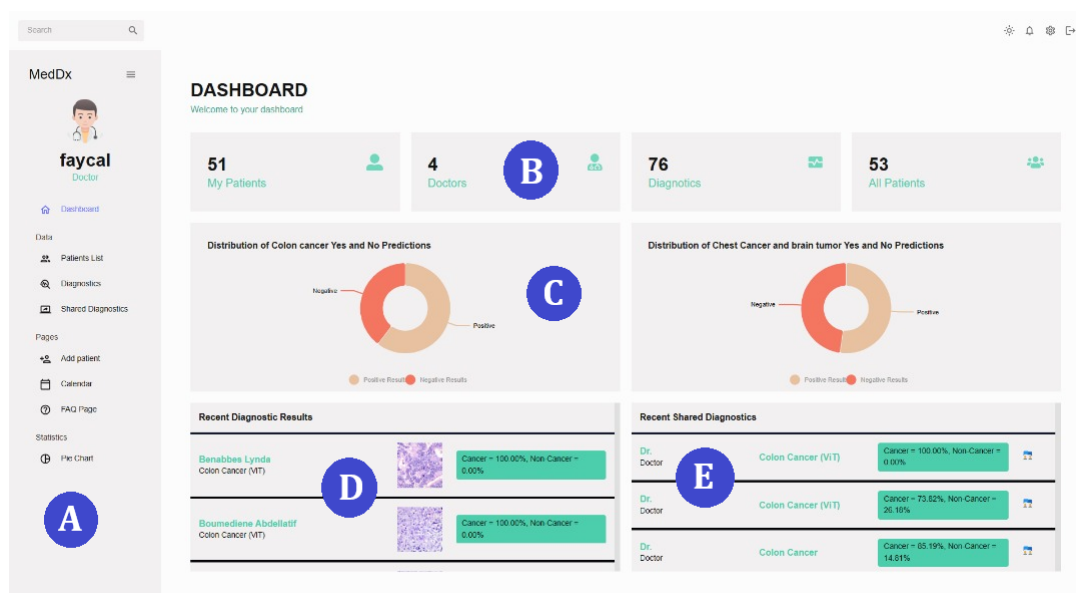 Search
MedDx
faycal
Doctor
Dashboard
Data
Patients List
Diagnostics
Shared Diagnostics
Pages
Add patient
Calendar
FAQ Page
Statistics
Pie Chart
A
DASHBOARD
Welcome to your dashboard
51
My Patients
4
Doctors
B
76
Diagnotics
53
All Patients
Distribution of Colon cancer Yes and No Predictions
Negative
Positive
Positive Result Negative Results
C
Distribution of Chest Cancer and brain tumor Yes and No Predictions
Negative
Positive
Positive Result Negative Results
Recent Diagnostic Results
Benabbes Lynda
Colon Cancer (VIT)
Cancer = 100.00%, Non-Cancer =
0.00%
D
Boumediene Abdellatif
Colon Cancer (VIT)
Cancer = 100.00%, Non-Cancer =
0.00%
Recent Shared Diagnostics
Dr.
Doctor
Colon Cancer (ViT)
Cancer = 100.00%, Non-Cancer =
0.00%
E
Dr.
Doctor
Colon Cancer (ViT)
Cancer = 73.82%, Non-Cancer =
26.18%
Dr.
Doctor
Colon Cancer
Cancer = 85.19%, Non-Cancer =
14.81%